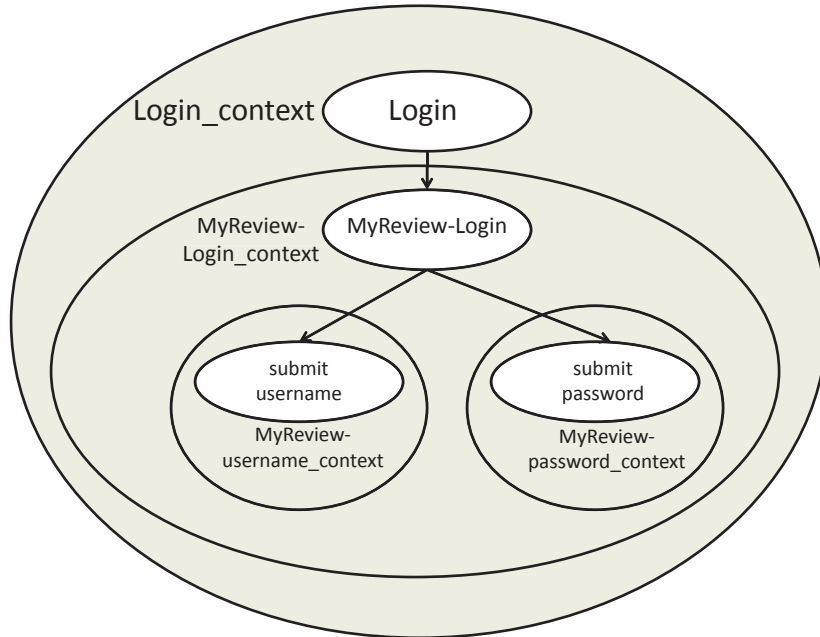 Login_context
Login
MyReview-
Login_context
MyReview-Login
submit
username
MyReview-
username_context
submit
password
MyReview-
password_context